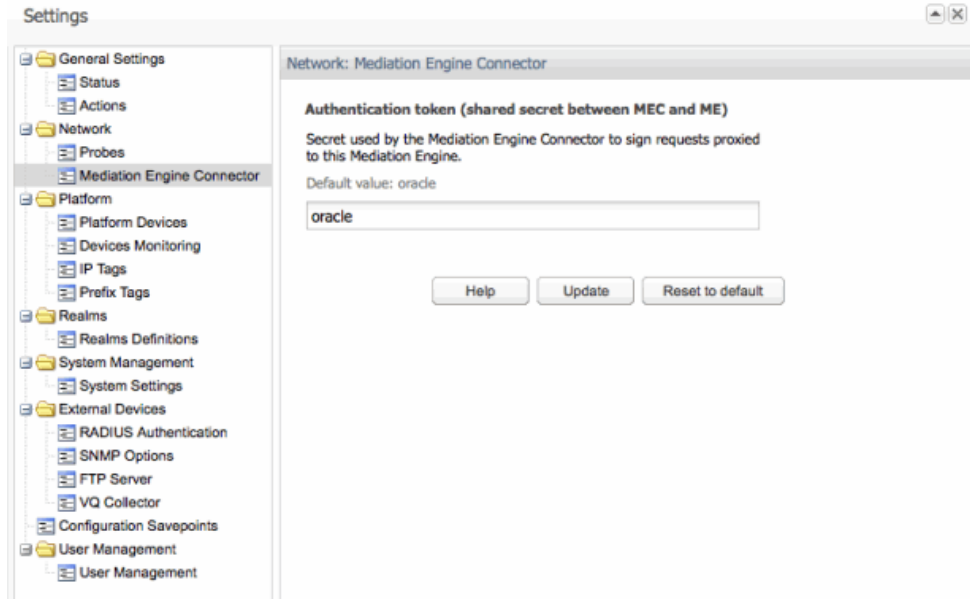 Settings
General Settings
Status
Actions
Network
Probes
Mediation Engine Connector
Platform
Platform Devices
Devices Monitoring
IP Tags
Prefix Tags
Realms
Realms Definitions
System Management
System Settings
External Devices
RADIUS Authentication
SNMP Options
FTP Server
VQ Collector
Configuration Savepoints
User Management
User Management
Network: Mediation Engine Connector
Authentication token (shared secret between MEC and ME)
Secret used by the Mediation Engine Connector to sign requests proxied
to this Mediation Engine.
Default value: oracle
oracle
Help Update Reset to default